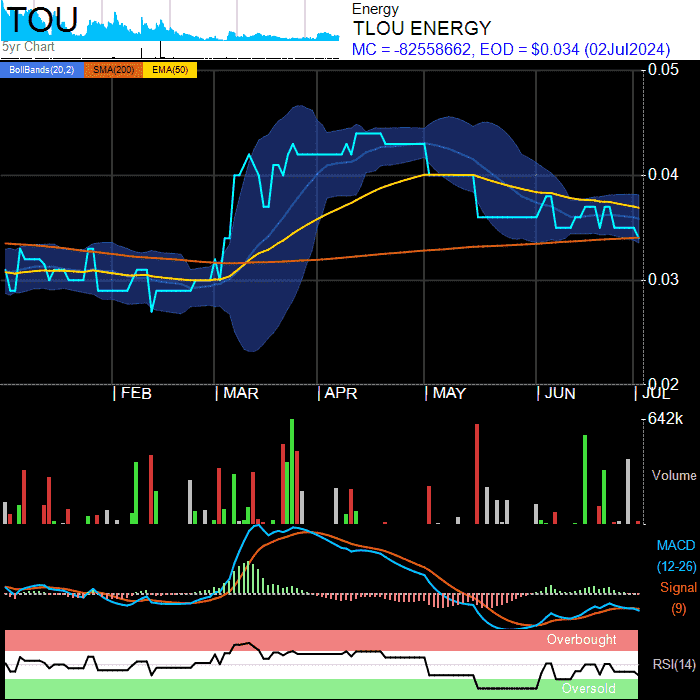 TOU
5yr Chart
Energy
TLOU ENERGY
MC = -82558662, EOD = $0.034 (02Jul2024)
BollBands(20,2) SMA(200) EMA(50)
0.05
0.04
0.03
0.02
FEB MAR APR MAY JUN JUL
642k
Volume
MACD
(12-26)
Signal
(9)
Overbought
RSI(14)
Oversold